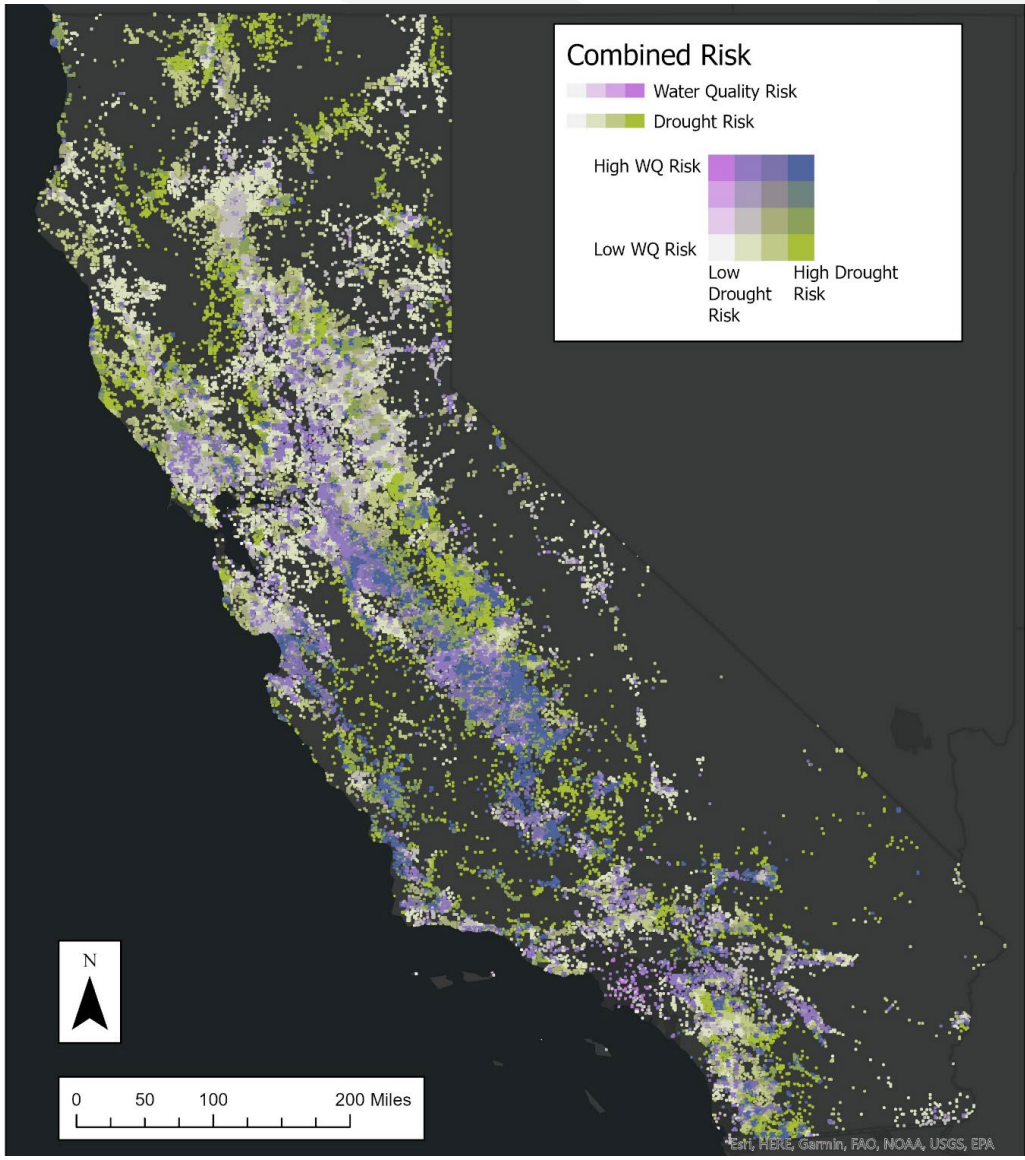 Combined Risk
Water Quality Risk
Drought Risk
High WQ Risk
Low WQ Risk
Low Drought Risk
High Drought Risk
N
0 50 100 200 Miles
Esri, HERE, Garmin, FAO, NOAA, USGS, EPA